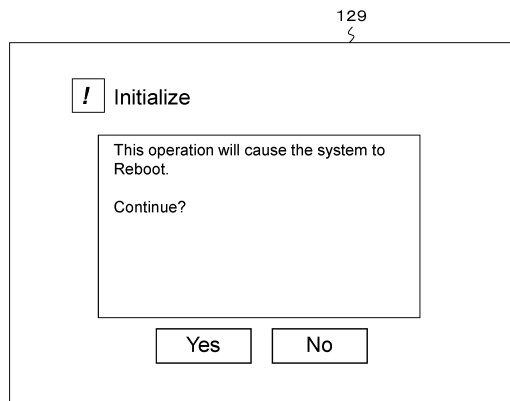 129
! Initialize
This operation will cause the system to
Reboot.
Continue?
Yes No